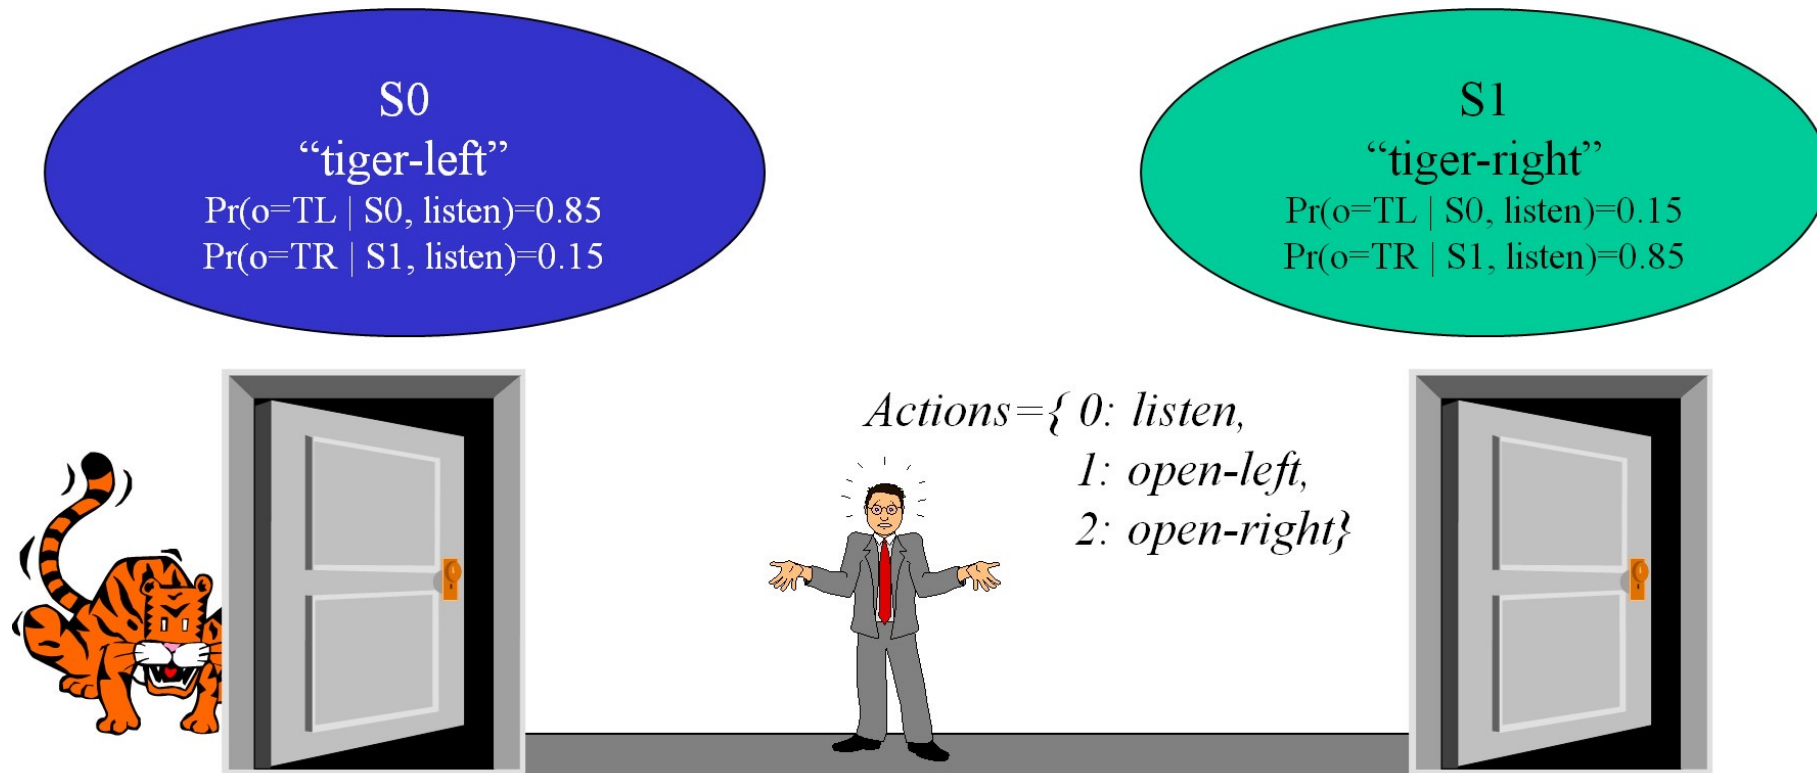 S0
“tiger-left”
Pr(o=TL | S0, listen)=0.85
Pr(o=TR | S1, listen)=0.15
S1
“tiger-right”
Pr(o=TL | S0, listen)=0.15
Pr(o=TR | S1, listen)=0.85
Actions={ 0: listen,
1: open-left,
2: open-right}